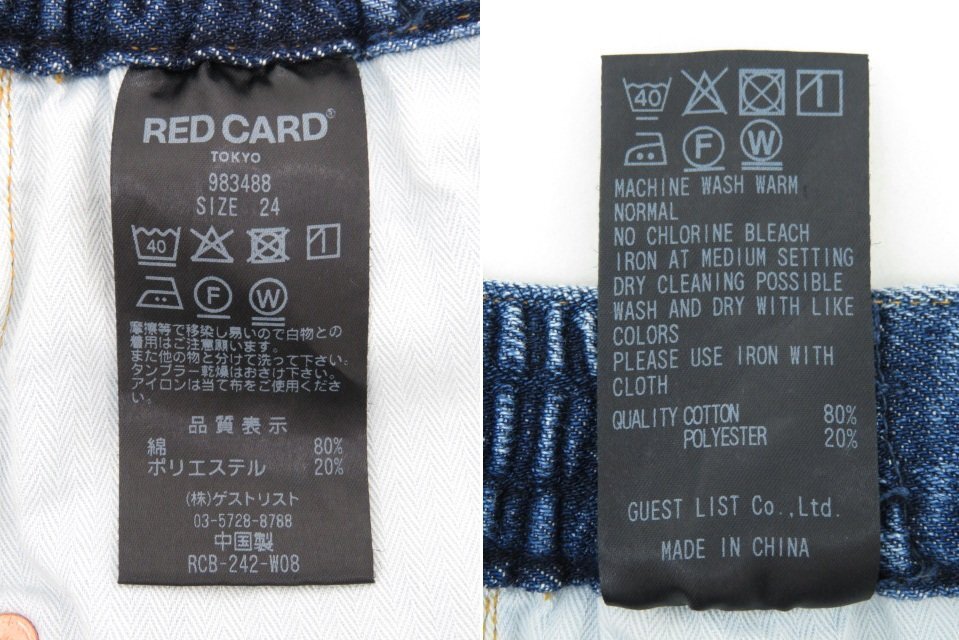 RED CARD®
TOKYO
983488
SIZE 24
40
F W
摩擦等で移染し易いので白物との
着用はご注意願います。
また他の物と分けて洗って下さい。
タンブラー乾燥はおさけ下さい。
アイロンは当て布をご使用くださ
い。
品質表示
綿 80%
ポリエステル 20%
(株)ゲストリスト
03-5728-8788
中国製
RCB-242-W08
40
F W
MACHINE WASH WARM
NORMAL
NO CHLORINE BLEACH
IRON AT MEDIUM SETTING
DRY CLEANING POSSIBLE
WASH AND DRY WITH LIKE
COLORS
PLEASE USE IRON WITH
CLOTH
QUALITY COTTON 80%
POLYESTER 20%
GUEST LIST Co.,Ltd.
MADE IN CHINA